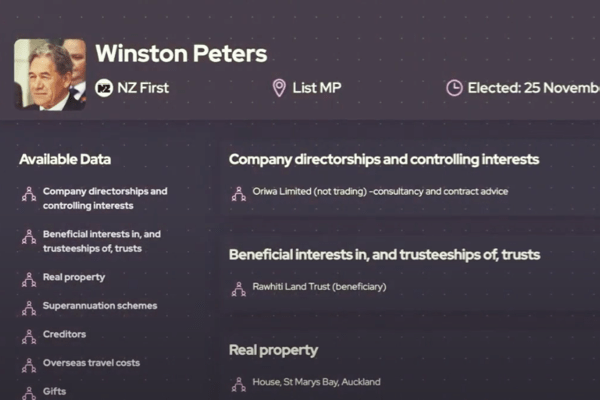 Winston Peters
NZ NZ First
List MP
Elected: 25 Novemb
Available Data
Company directorships and
controlling interests
Beneficial interests in, and
trusteeships of, trusts
Real property
Superannuation schemes
Creditors
Overseas travel costs
Gifts
Company directorships and controlling interests
Oriwa Limited (not trading) -consultancy and contract advice
Beneficial interests in, and trusteeships of, trusts
Rawhiti Land Trust (beneficiary)
Real property
House, St Marys Bay, Auckland